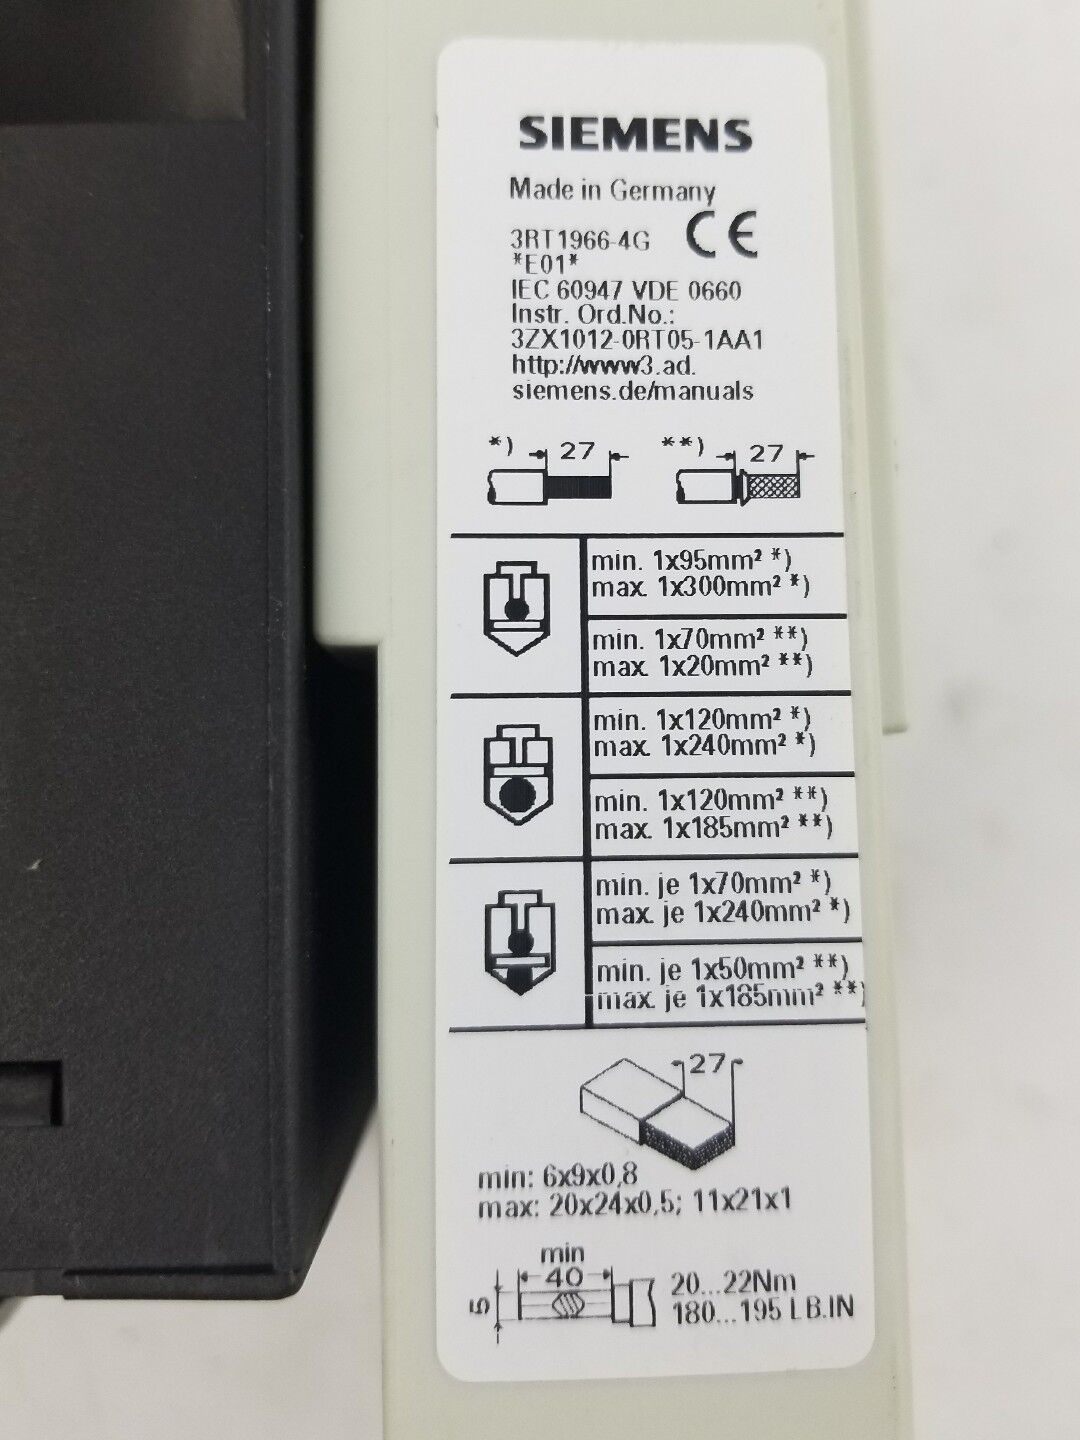 SIEMENS
Made in Germany
3RT1966-4G CE
*E01*
IEC 60947 VDE 0660
Instr. Ord.No.:
3ZX1012-0RT05-1AA1
http://www3.ad.
siemens.de/manuals
*) 27 **) 27
min. 1x95mm² *)
max. 1x300mm² *)
min. 1x70mm² **)
max. 1x20mm² **)
min. 1x120mm² *)
max. 1x240mm² *)
min. 1x120mm² **)
max. 1x185mm² **)
min. je 1x70mm² *)
max. je 1x240mm² *)
min. je 1x50mm² **)
max. je 1x185mm² **)
27
min: 6x9x0,8
max: 20x24x0,5; 11x21x1
min
40
5
20...22Nm
180...195 LB.IN